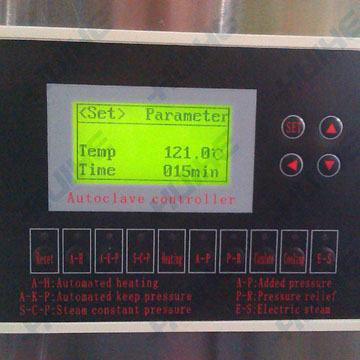 <Set> Parameter
Temp 121.0℃
Time 015min
SET
Autoclave controller
Reset A-H A-K-P S-C-P Heating A-P P-R Cooling E-S
A-H:Automated heating
A-K-P:Automated keep pressure
S-C-P:Steam constant pressure
A-P:Added pressure
P-R:Pressure relief
E-S:Electric steam